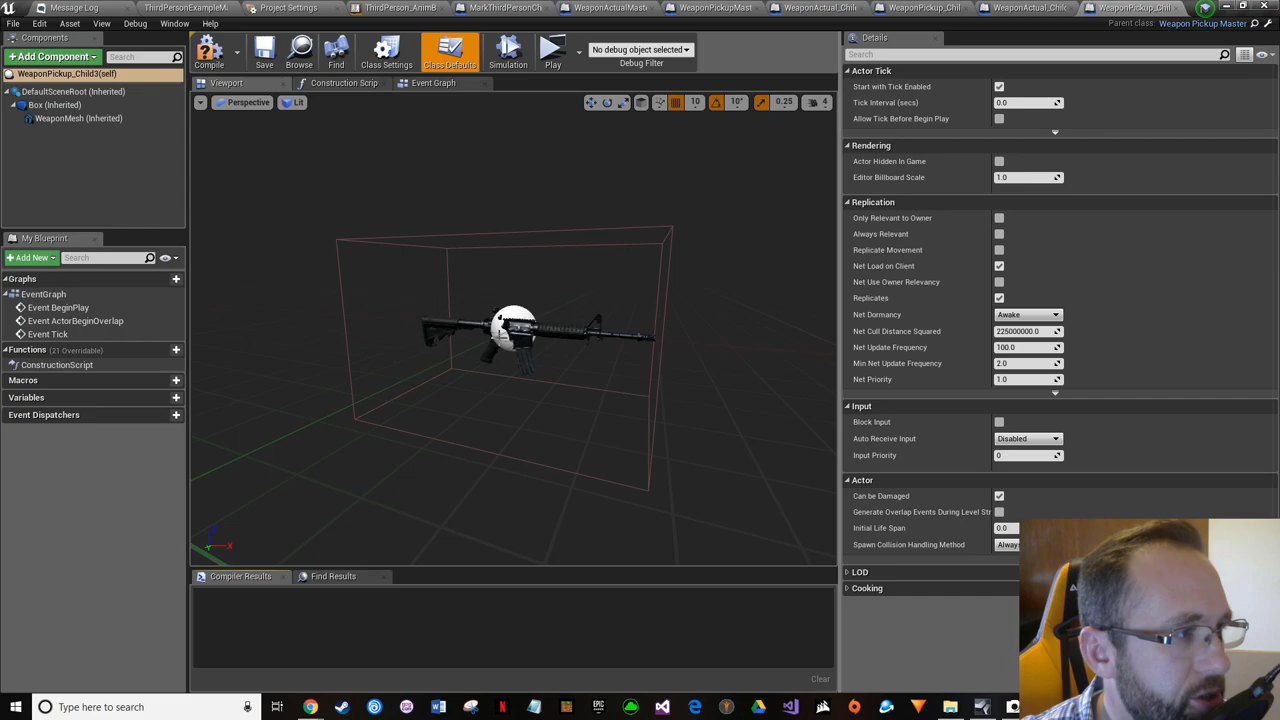 Message Log
ThirdPersonExampleM
Project Settings
ThirdPerson_AnimB
MarkThirdPersonCh
WeaponActualMast
WeaponPickupMast
WeaponActual_Chil
WeaponPickup_Chil
WeaponActual_Chil
WeaponPickup_Chil
File Edit Asset View Debug Window Help
Parent class: Weapon Pickup Master
Components
Add Component
Search
WeaponPickup_Child3(self)
DefaultSceneRoot (Inherited)
Box (Inherited)
WeaponMesh (Inherited)
My Blueprint
Add New
Search
Graphs
EventGraph
Event BeginPlay
Event ActorBeginOverlap
Event Tick
Functions (21 Overridable)
ConstructionScript
Macros
Variables
Event Dispatchers
Compile
Save
Browse
Find
Class Settings
Class Defaults
Simulation
Play
No debug object selected
Debug Filter
Viewport
Construction Scrip
Event Graph
Perspective
Lit
10
10°
0.25
4
X
Compiler Results
Find Results
Clear
Details
Search
Actor Tick
Start with Tick Enabled
Tick Interval (secs) 0.0
Allow Tick Before Begin Play
Rendering
Actor Hidden In Game
Editor Billboard Scale 1.0
Replication
Only Relevant to Owner
Always Relevant
Replicate Movement
Net Load on Client
Net Use Owner Relevancy
Replicates
Net Dormancy Awake
Net Cull Distance Squared 225000000.0
Net Update Frequency 100.0
Min Net Update Frequency 2.0
Net Priority 1.0
Input
Block Input
Auto Receive Input Disabled
Input Priority 0
Actor
Can be Damaged
Generate Overlap Events During Level Str
Initial Life Span 0.0
Spawn Collision Handling Method Alway
LOD
Cooking
Type here to search